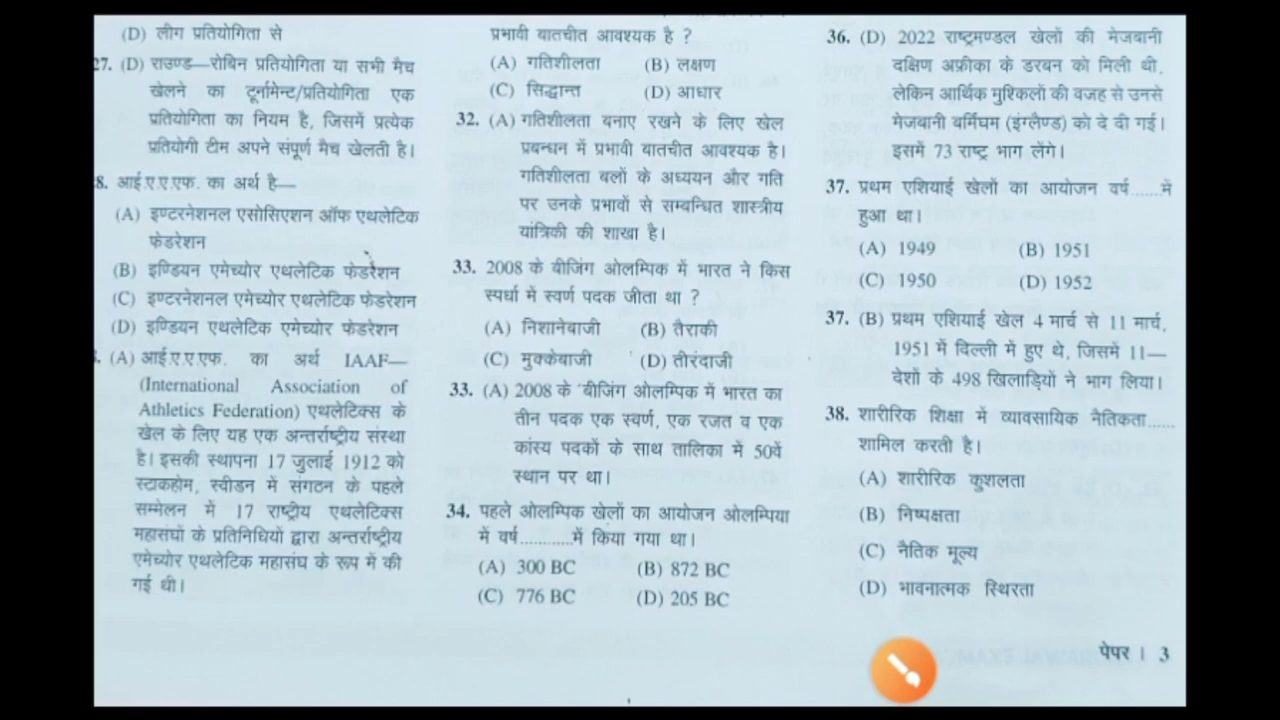 (D) लीग प्रतियोगिता से
27. (D) राउण्ड—रोबिन प्रतियोगिता या सभी मैच
खेलने का टूर्नामेन्ट/प्रतियोगिता एक
प्रतियोगिता का नियम है, जिसमें प्रत्येक
प्रतियोगी टीम अपने संपूर्ण मैच खेलती है।
8. आई.ए.ए.एफ. का अर्थ है—
(A) इण्टरनेशनल एसोसिएशन ऑफ एथलेटिक
फेडरेशन
(B) इण्डियन एमेच्योर एथलेटिक फेडरेशन
(C) इण्टरनेशनल एमेच्योर एथलेटिक फेडरेशन
(D) इण्डियन एथलेटिक एमेच्योर फेडरेशन
. (A) आई.ए.ए.एफ. का अर्थ IAAF—
(International Association of
Athletics Federation) एथलेटिक्स के
खेल के लिए यह एक अन्तर्राष्ट्रीय संस्था
है। इसकी स्थापना 17 जुलाई 1912 को
स्टाकहोम, स्वीडन में संगठन के पहले
सम्मेलन में 17 राष्ट्रीय एथलेटिक्स
महासंघों के प्रतिनिधियों द्वारा अन्तर्राष्ट्रीय
एमेच्योर एथलेटिक महासंघ के रूप में की
गई थी।
प्रभावी बातचीत आवश्यक है ?
(A) गतिशीलता (B) लक्षण
(C) सिद्धान्त (D) आधार
32. (A) गतिशीलता बनाए रखने के लिए खेल
प्रबन्धन में प्रभावी बातचीत आवश्यक है।
गतिशीलता बलों के अध्ययन और गति
पर उनके प्रभावों से सम्बन्धित शास्त्रीय
यांत्रिकी की शाखा है।
33. 2008 के बीजिंग ओलम्पिक में भारत ने किस
स्पर्धा में स्वर्ण पदक जीता था ?
(A) निशानेबाजी (B) तैराकी
(C) मुक्केबाजी (D) तीरंदाजी
33. (A) 2008 के बीजिंग ओलम्पिक में भारत का
तीन पदक एक स्वर्ण, एक रजत व एक
कांस्य पदकों के साथ तालिका में 50वें
स्थान पर था।
34. पहले ओलम्पिक खेलों का आयोजन ओलम्पिया
में वर्ष............में किया गया था।
(A) 300 BC (B) 872 BC
(C) 776 BC (D) 205 BC
36. (D) 2022 राष्ट्रमण्डल खेलों की मेजबानी
दक्षिण अफ्रीका के डरबन को मिली थी,
लेकिन आर्थिक मुश्किलों की वजह से उनसे
मेजबानी बर्मिंघम (इंग्लैण्ड) को दे दी गई।
इसमें 73 राष्ट्र भाग लेंगे।
37. प्रथम एशियाई खेलों का आयोजन वर्ष.......में
हुआ था।
(A) 1949 (B) 1951
(C) 1950 (D) 1952
37. (B) प्रथम एशियाई खेल 4 मार्च से 11 मार्च,
1951 में दिल्ली में हुए थे, जिसमें 11—
देशों के 498 खिलाड़ियों ने भाग लिया।
38. शारीरिक शिक्षा में व्यावसायिक नैतिकता......
शामिल करती है।
(A) शारीरिक कुशलता
(B) निष्पक्षता
(C) नैतिक मूल्य
(D) भावनात्मक स्थिरता
पेपर । 3